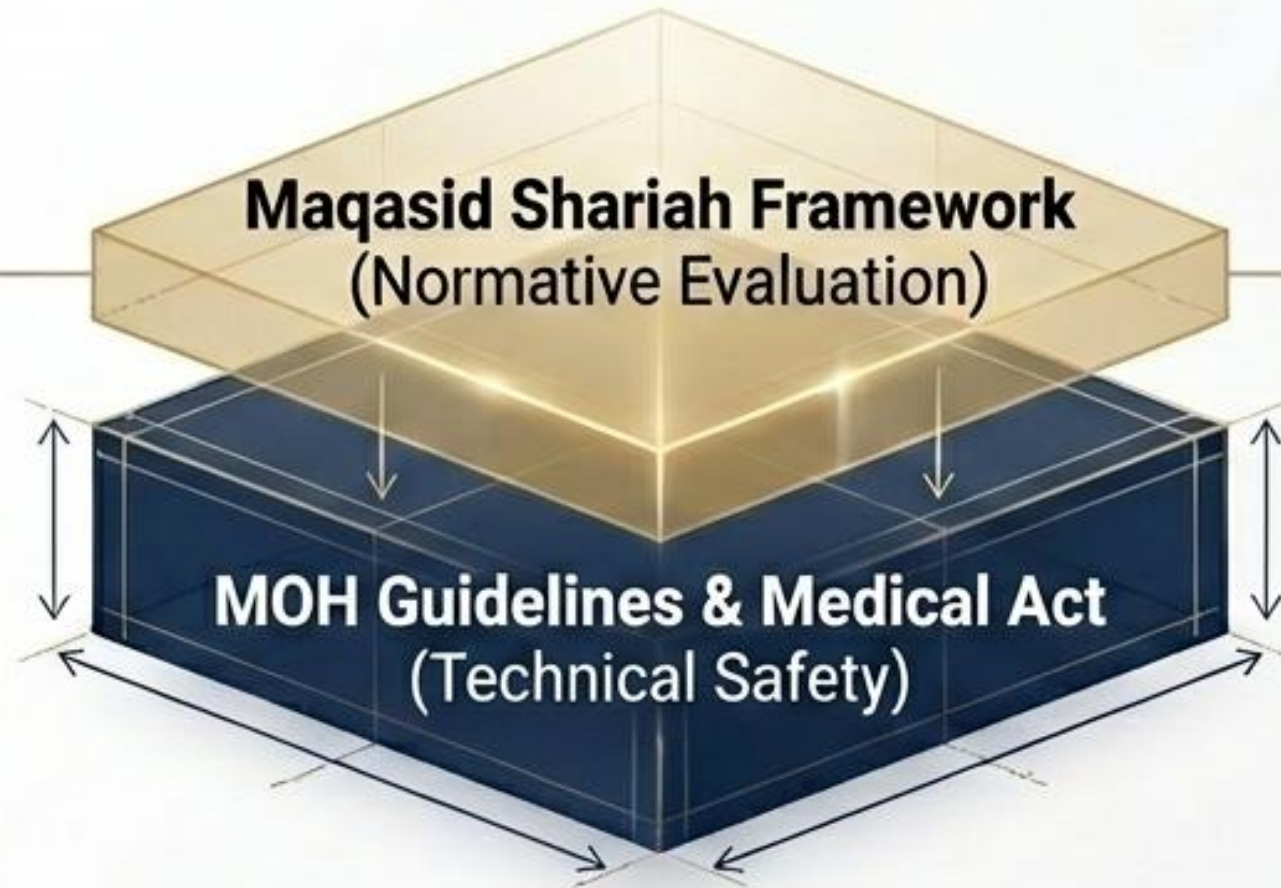 Maqasid Shariah Framework
(Normative Evaluation)
MOH Guidelines & Medical Act
(Technical Safety)